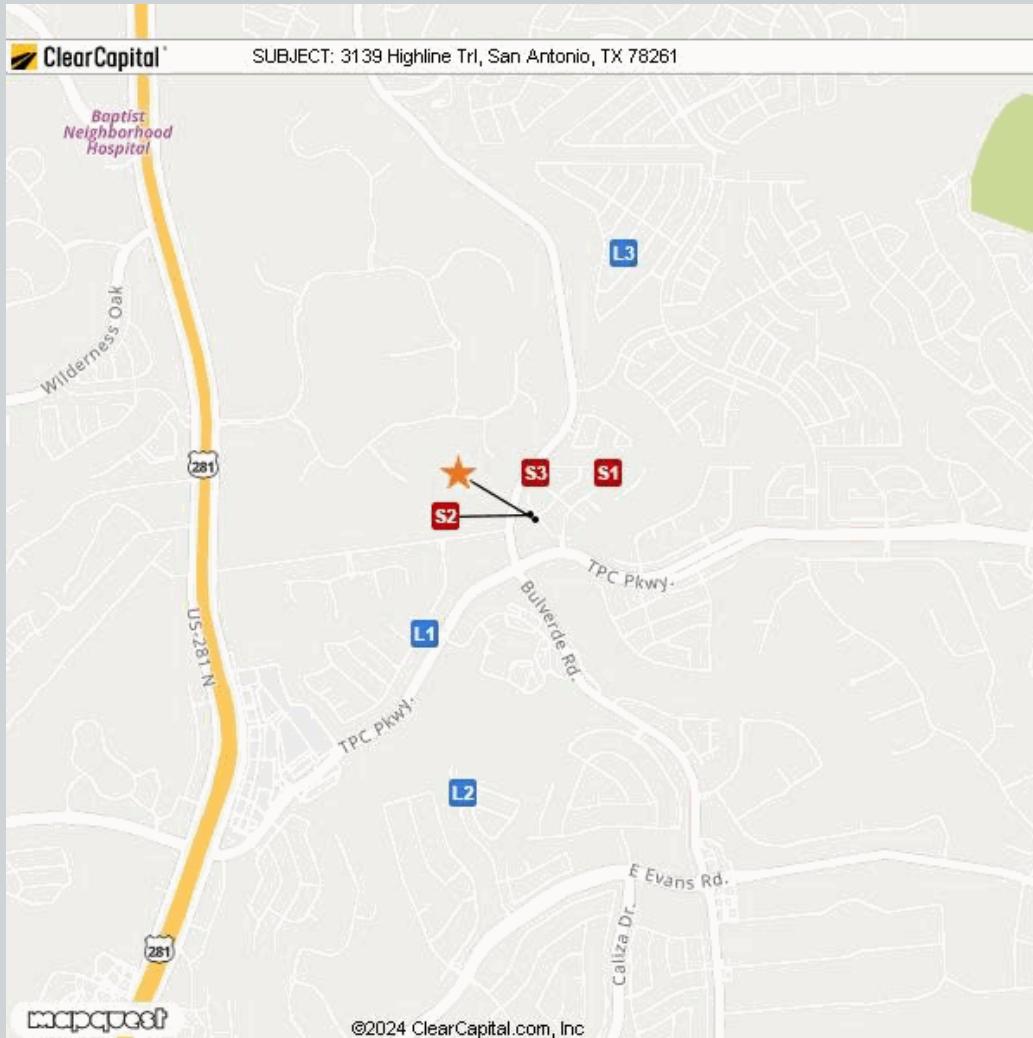 ClearCapital
SUBJECT: 3139 Highline Trl, San Antonio, TX 78261
Baptist
Neighborhood
Hospital
L3
Wilderness Oak
281
S3
S1
S2
TPC Pkwy.
Bulverde Rd.
L1
US-281 N
TPC Pkwy.
L2
E Evans Rd.
Caliza Dr.
281
mapquest
©2024 ClearCapital.com, Inc